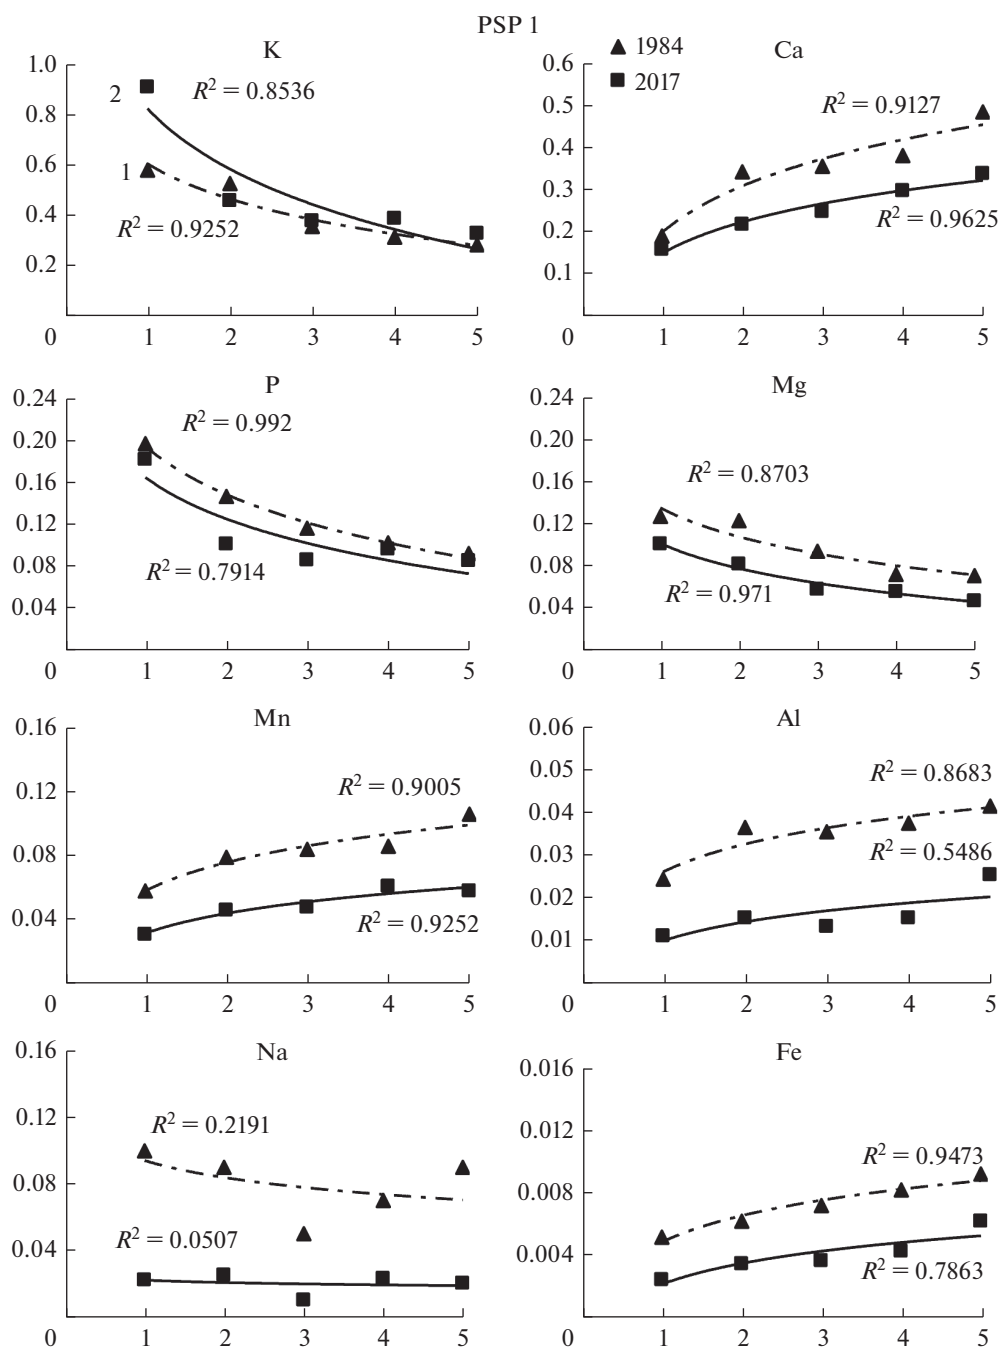 PSP 1
K
1.0
0.8
0.6
0.4
0.2
0
1 2 3 4 5
2
1
R² = 0.8536
R² = 0.9252
▲ 1984
■ 2017
Ca
0.6
0.5
0.4
0.3
0.2
0.1
0
1 2 3 4 5
R² = 0.9127
R² = 0.9625
P
0.24
0.20
0.16
0.12
0.08
0.04
0
1 2 3 4 5
R² = 0.992
R² = 0.7914
Mg
0.24
0.20
0.16
0.12
0.08
0.04
0
1 2 3 4 5
R² = 0.8703
R² = 0.971
Mn
0.16
0.12
0.08
0.04
0
1 2 3 4 5
R² = 0.9005
R² = 0.9252
Al
0.06
0.05
0.04
0.03
0.02
0.01
0
1 2 3 4 5
R² = 0.8683
R² = 0.5486
Na
0.16
0.12
0.08
0.04
0
1 2 3 4 5
R² = 0.2191
R² = 0.0507
Fe
0.016
0.012
0.008
0.004
0
1 2 3 4 5
R² = 0.9473
R² = 0.7863